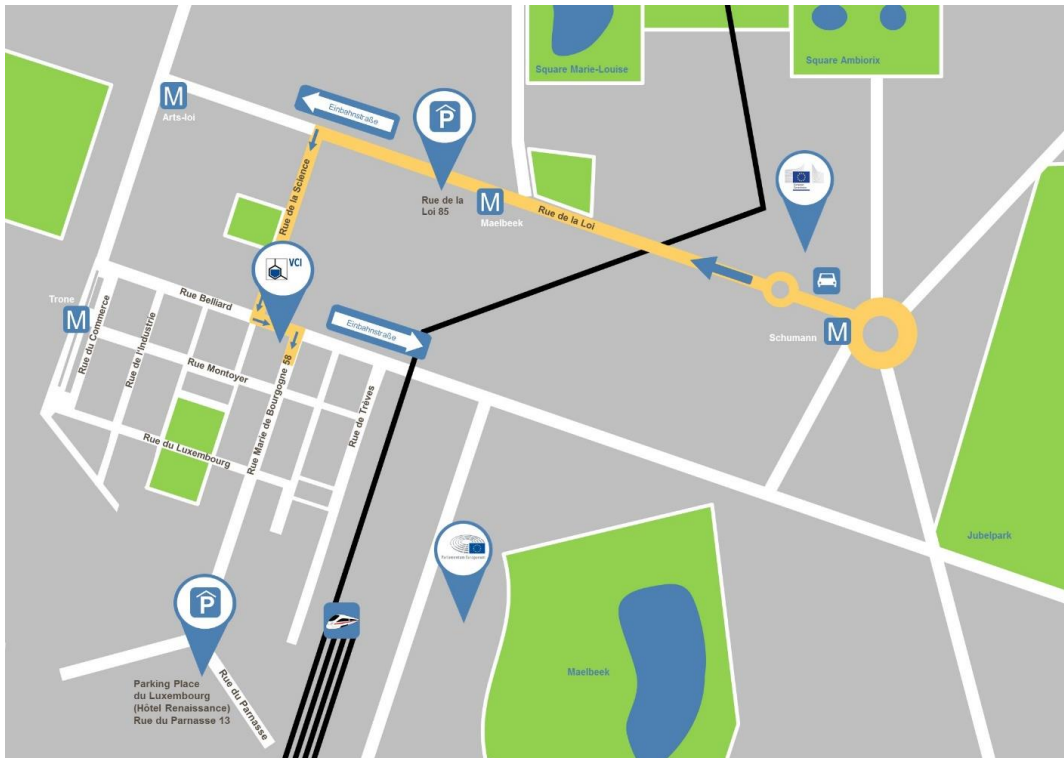 Square Marie-Louise
Square Ambiorix
M
Arts-loi
Einbahnstraße
P
Rue de la
Loi 85
M
Maelbeek
Rue de la Loi
Rue de la Science
VCI
Trone
M
Rue Belliard
Einbahnstraße
Schumann
M
Rue du Commerce
Rue de l'Industrie
Rue Montoyer
Rue Marie de Bourgogne 58
Rue de Trèves
Rue du Luxembourg
Jubelpark
P
Parking Place
du Luxembourg
(Hôtel Renaissance)
Rue du Parnasse 13
Rue du Parnasse
Maelbeek